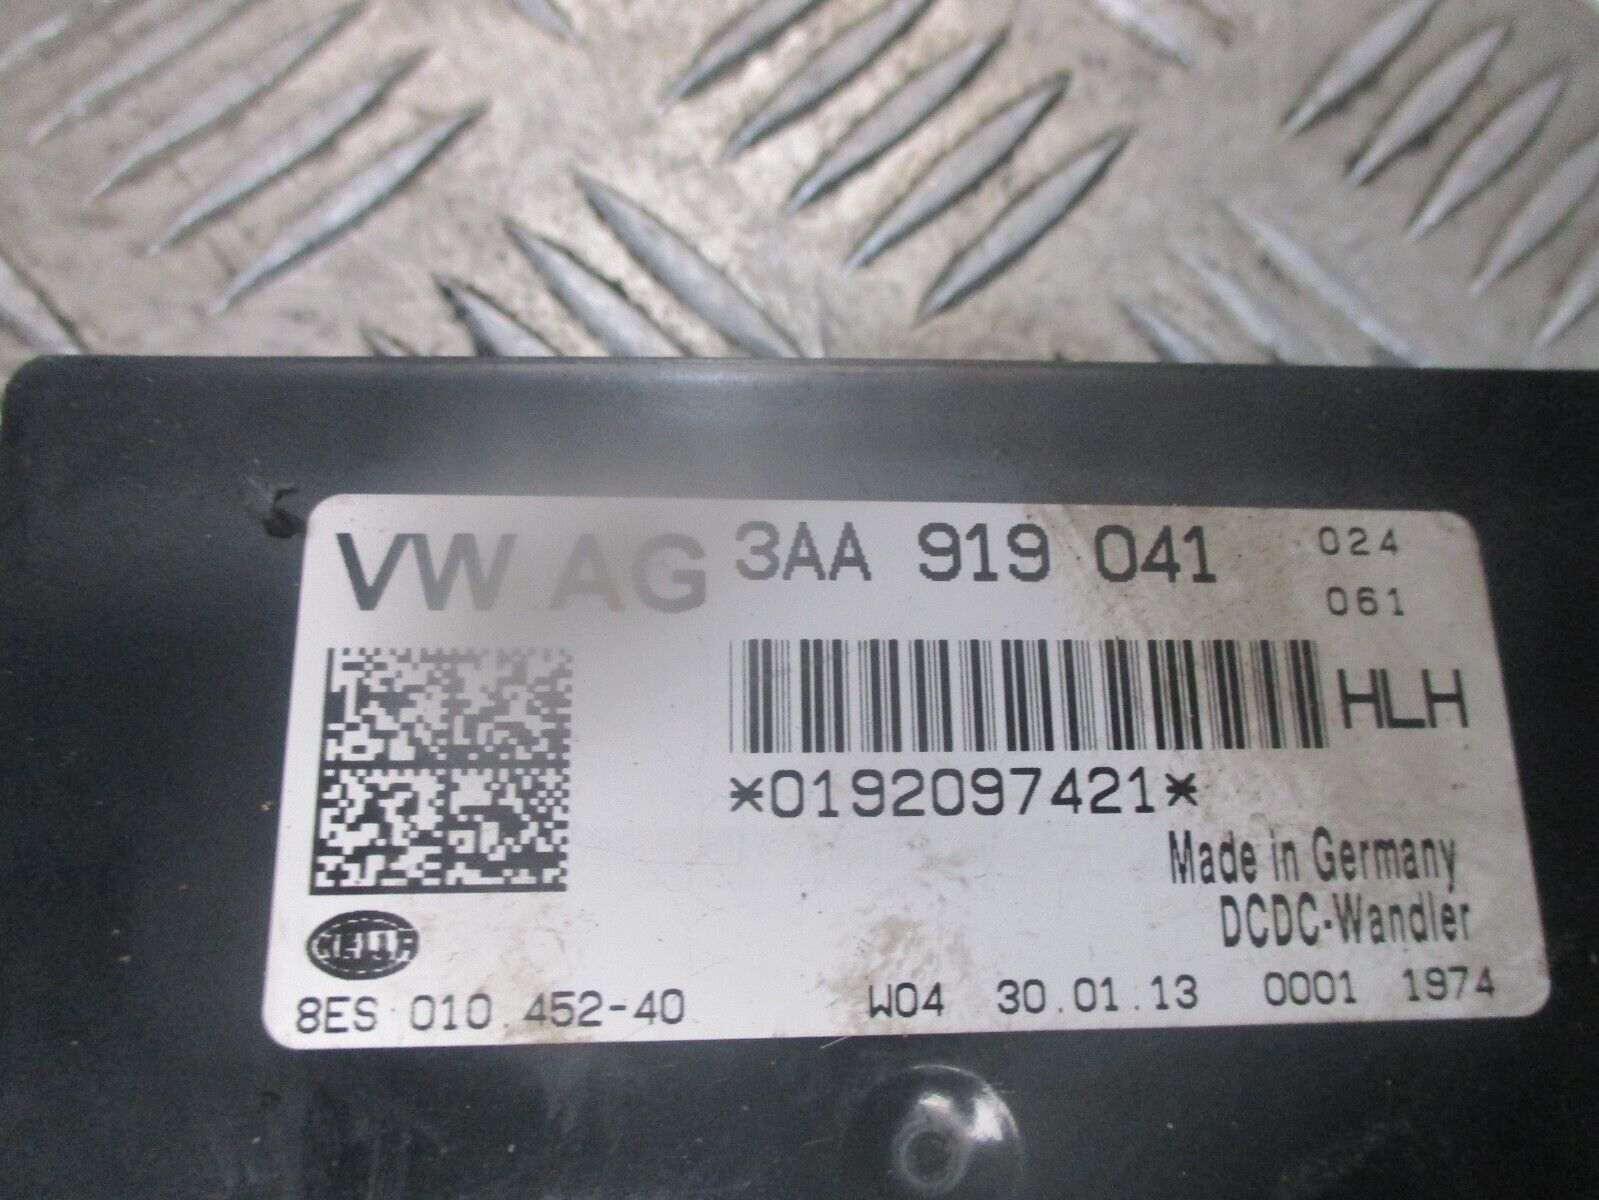 VW AG 3AA 919 041 024
061
HLH
*0192097421*
Made in Germany
DCDC-Wandler
HELLA
8ES 010 452-40 W04 30.01.13 0001 1974